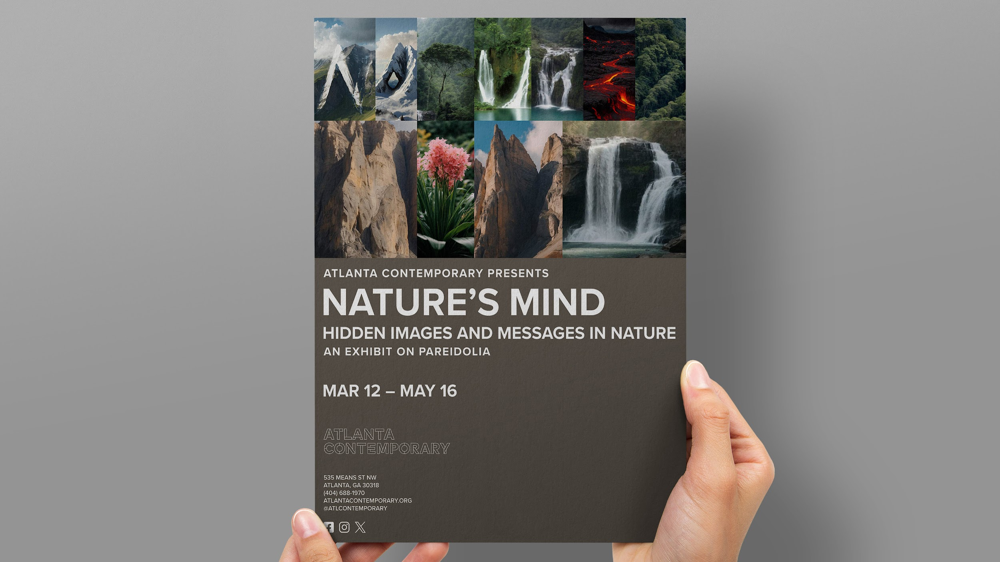 ATLANTA CONTEMPORARY PRESENTS
NATURE'S MIND
HIDDEN IMAGES AND MESSAGES IN NATURE
AN EXHIBIT ON PAREIDOLIA
MAR 12 – MAY 16
ATLANTA
CONTEMPORARY
535 MEANS ST NW
ATLANTA, GA 30318
(404) 688-1970
ATLANTACONTEMPORARY.ORG
@ATLCONTEMPORARY